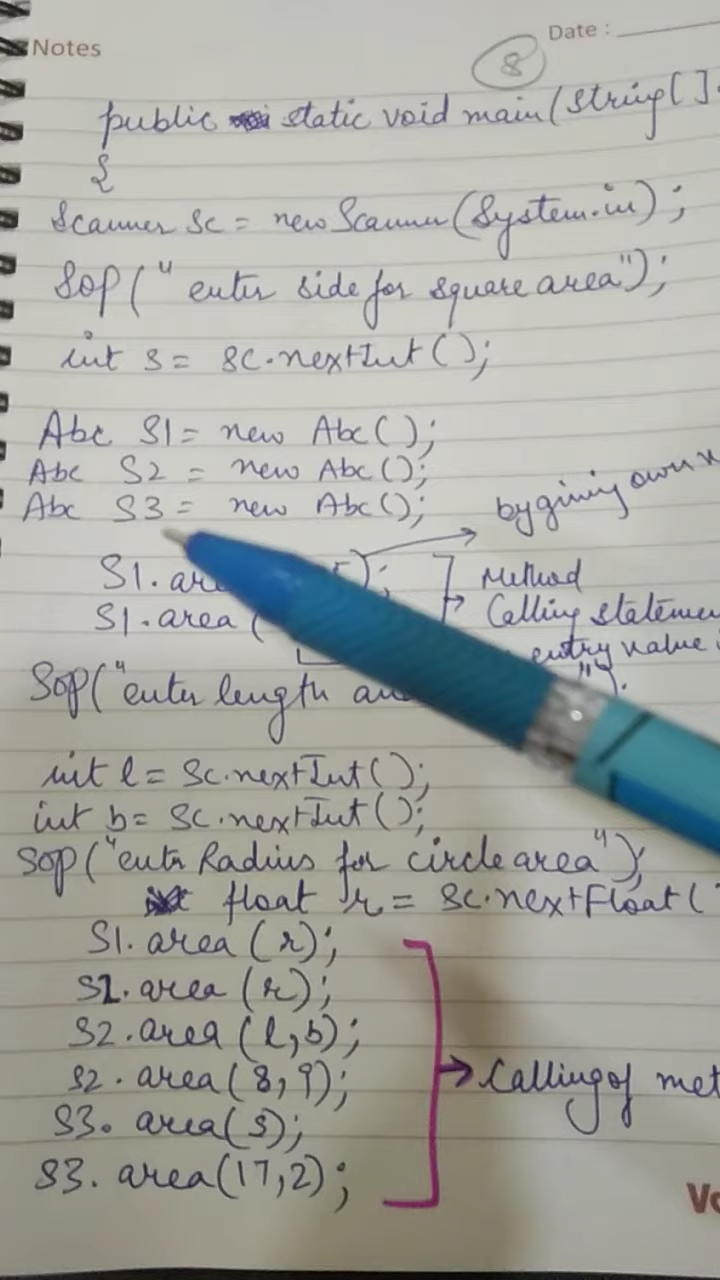 Notes
Date :
8
public static void main(String[].
{
Scanner Sc = new Scanner(System.in);
Sop(" enter side for square area");
int s = sc.nextInt();
Abc S1 = new Abc();
Abc S2 = new Abc();
Abc S3 = new Abc();
by giving own
S1.are );
Method
S1.area (
Calling stateme
entry value
Sop("enter length an ").
int l = Sc.nextInt();
int b = Sc.nextInt();
Sop("enter Radius for circle area");
float r = Sc.nextFloat(
S1.area (r);
S1.area (r);
S2.area (l,b);
S2.area (8,9);
Calling of met
S3. area(s);
S3. area(17,2);